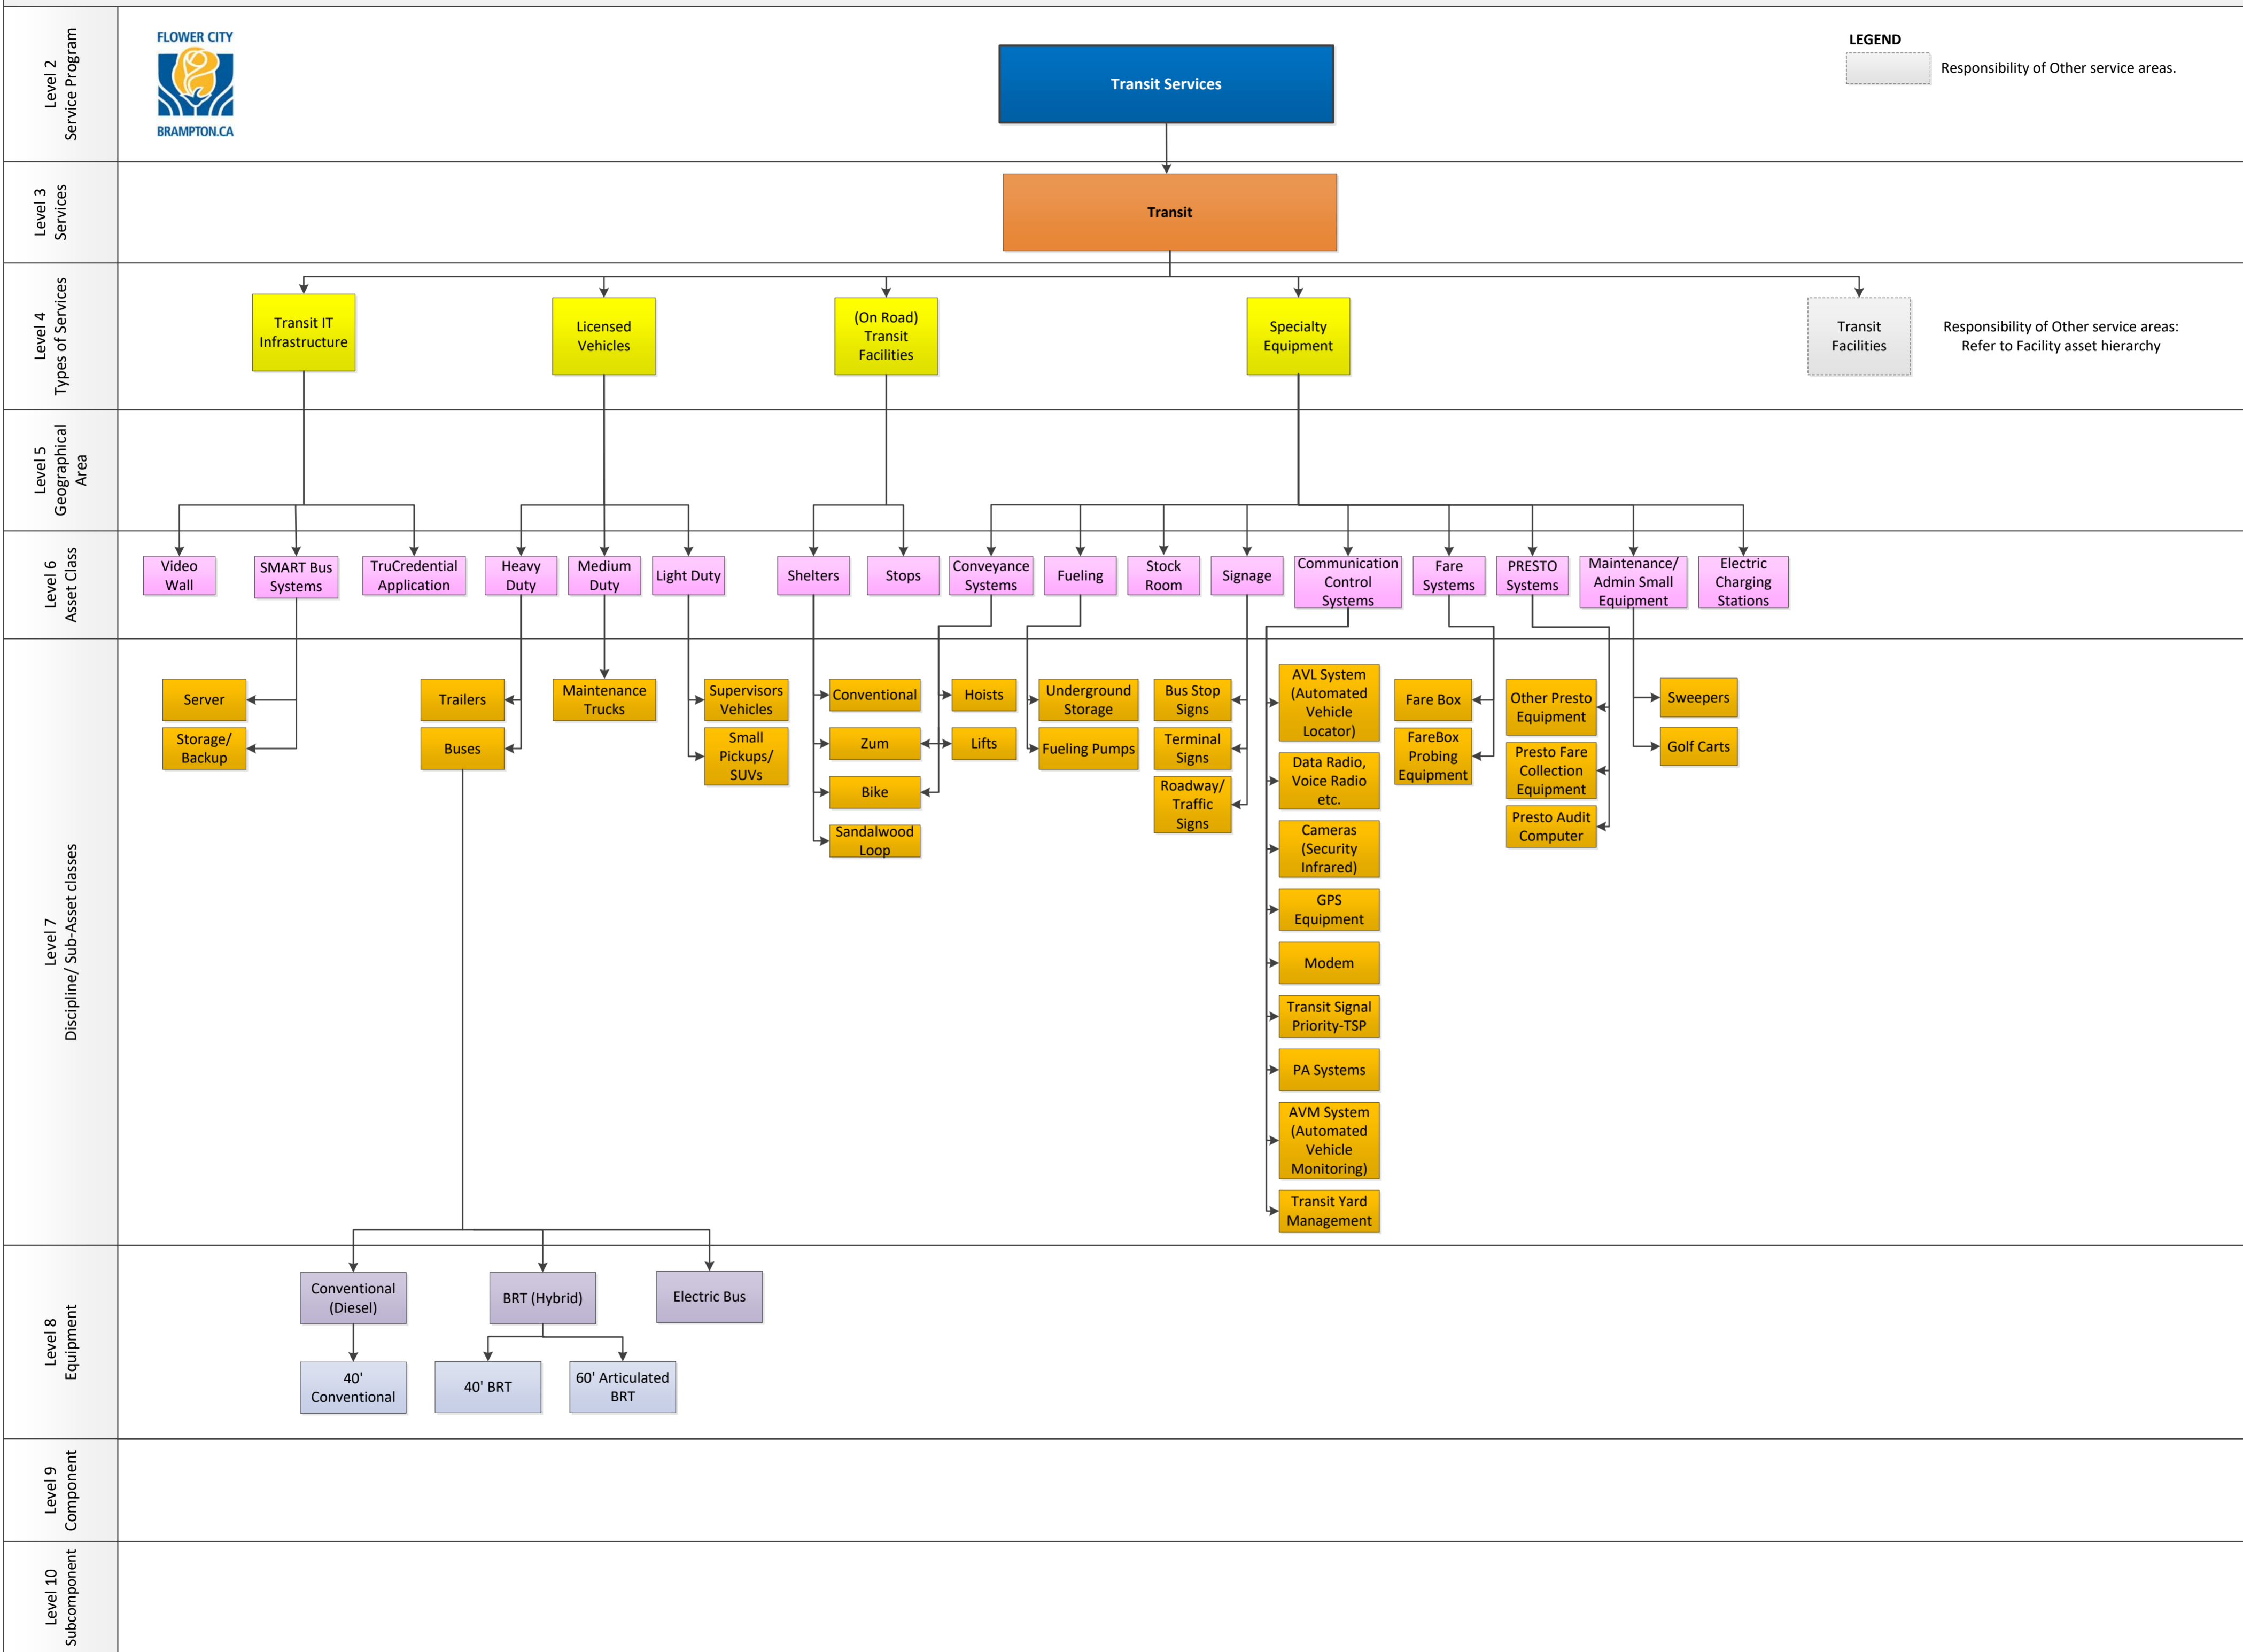 Level 2
Service Program
FLOWER CITY
BRAMPTON.CA
Transit Services
LEGEND
Responsibility of Other service areas.
Level 3
Services
Transit
Level 4
Types of Services
Transit IT
Infrastructure
Licensed
Vehicles
(On Road)
Transit
Facilities
Specialty
Equipment
Transit
Facilities
Responsibility of Other service areas:
Refer to Facility asset hierarchy
Level 5
Geographical
Area
Level 6
Asset Class
Video
Wall
SMART Bus
Systems
TruCredential
Application
Heavy
Duty
Medium
Duty
Light Duty
Shelters
Stops
Conveyance
Systems
Fueling
Stock
Room
Signage
Communication
Control
Systems
Fare
Systems
PRESTO
Systems
Maintenance/
Admin Small
Equipment
Electric
Charging
Stations
Level 7
Discipline/ Sub-Asset classes
Server
Storage/
Backup
Trailers
Buses
Maintenance
Trucks
Supervisors
Vehicles
Small
Pickups/
SUVs
Conventional
Zum
Bike
Sandalwood
Loop
Hoists
Lifts
Underground
Storage
Fueling Pumps
Bus Stop
Signs
Terminal
Signs
Roadway/
Traffic
Signs
AVL System
(Automated
Vehicle
Locator)
Data Radio,
Voice Radio
etc.
Cameras
(Security
Infrared)
GPS
Equipment
Modem
Transit Signal
Priority-TSP
PA Systems
AVM System
(Automated
Vehicle
Monitoring)
Transit Yard
Management
Fare Box
FareBox
Probing
Equipment
Other Presto
Equipment
Presto Fare
Collection
Equipment
Presto Audit
Computer
Sweepers
Golf Carts
Level 8
Equipment
Conventional
(Diesel)
BRT (Hybrid)
Electric Bus
40'
Conventional
40' BRT
60' Articulated
BRT
Level 9
Component
Level 10
Subcomponent